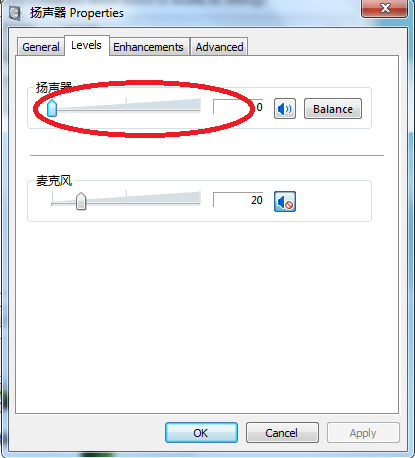 扬声器 Properties
General Levels Enhancements Advanced
扬声器
0 Balance
麦克风
20
OK Cancel Apply